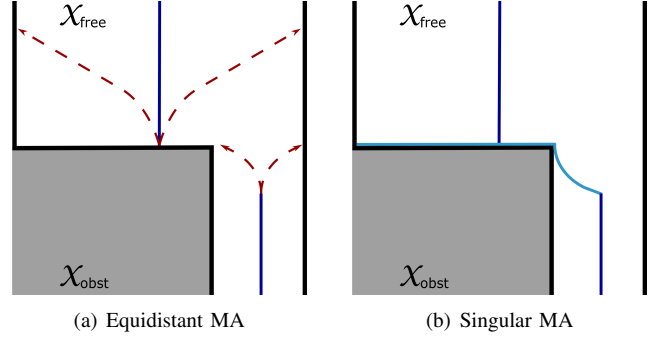 𝒳free
𝒳free
𝒳obst
𝒳obst
(a) Equidistant MA
(b) Singular MA